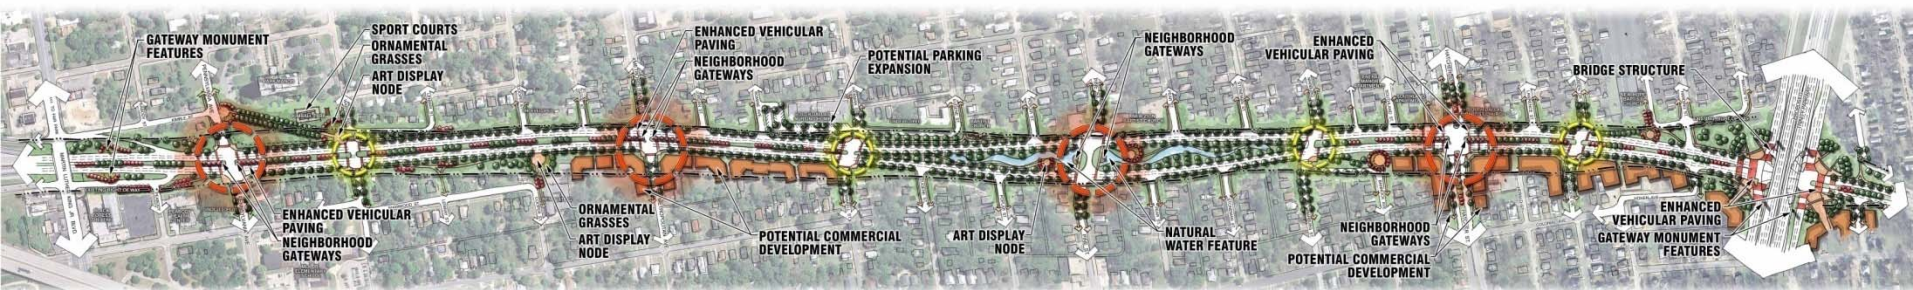 GATEWAY MONUMENT
FEATURES
SPORT COURTS
ORNAMENTAL
GRASSES
ART DISPLAY
NODE
ENHANCED VEHICULAR
PAVING
NEIGHBORHOOD
GATEWAYS
POTENTIAL PARKING
EXPANSION
NEIGHBORHOOD
GATEWAYS
ENHANCED
VEHICULAR PAVING
BRIDGE STRUCTURE
ENHANCED VEHICULAR
PAVING
NEIGHBORHOOD
GATEWAYS
ORNAMENTAL
GRASSES
ART DISPLAY
NODE
POTENTIAL COMMERCIAL
DEVELOPMENT
ART DISPLAY
NODE
NATURAL
WATER FEATURE
NEIGHBORHOOD
GATEWAYS
POTENTIAL COMMERCIAL
DEVELOPMENT
ENHANCED
VEHICULAR PAVING
GATEWAY MONUMENT
FEATURES